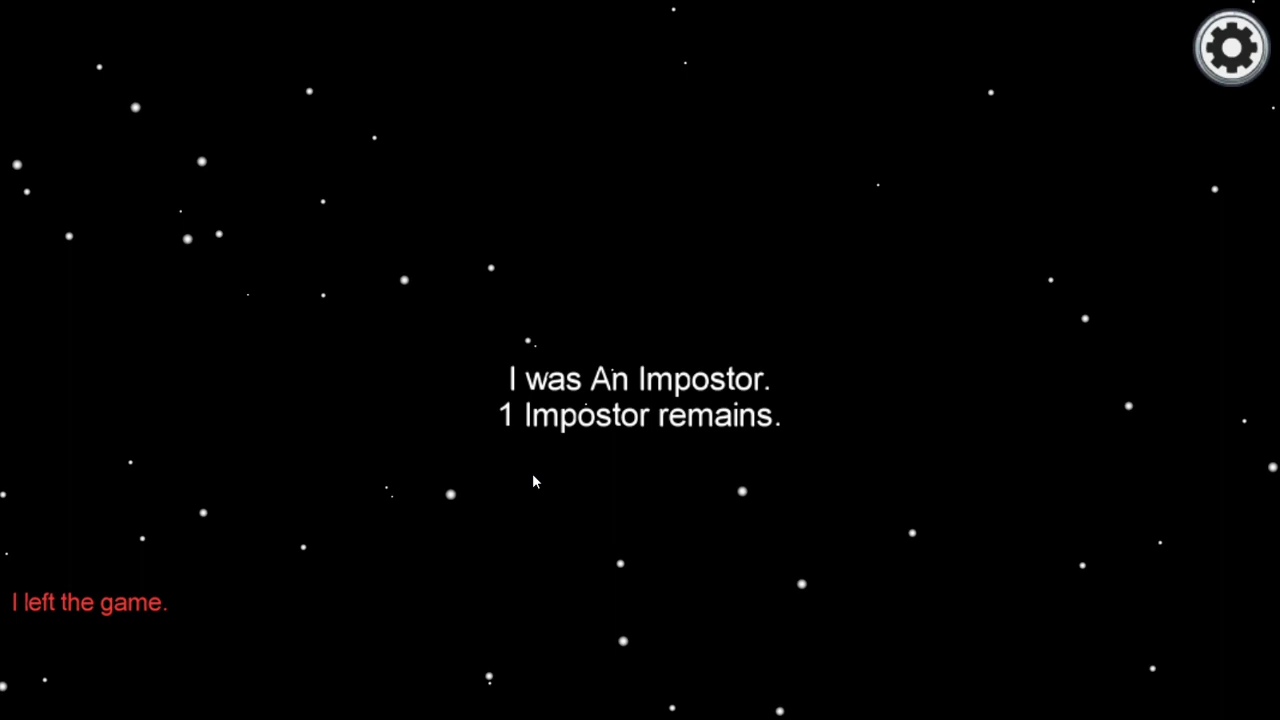 I was An Impostor.
1 Impostor remains.
I left the game.